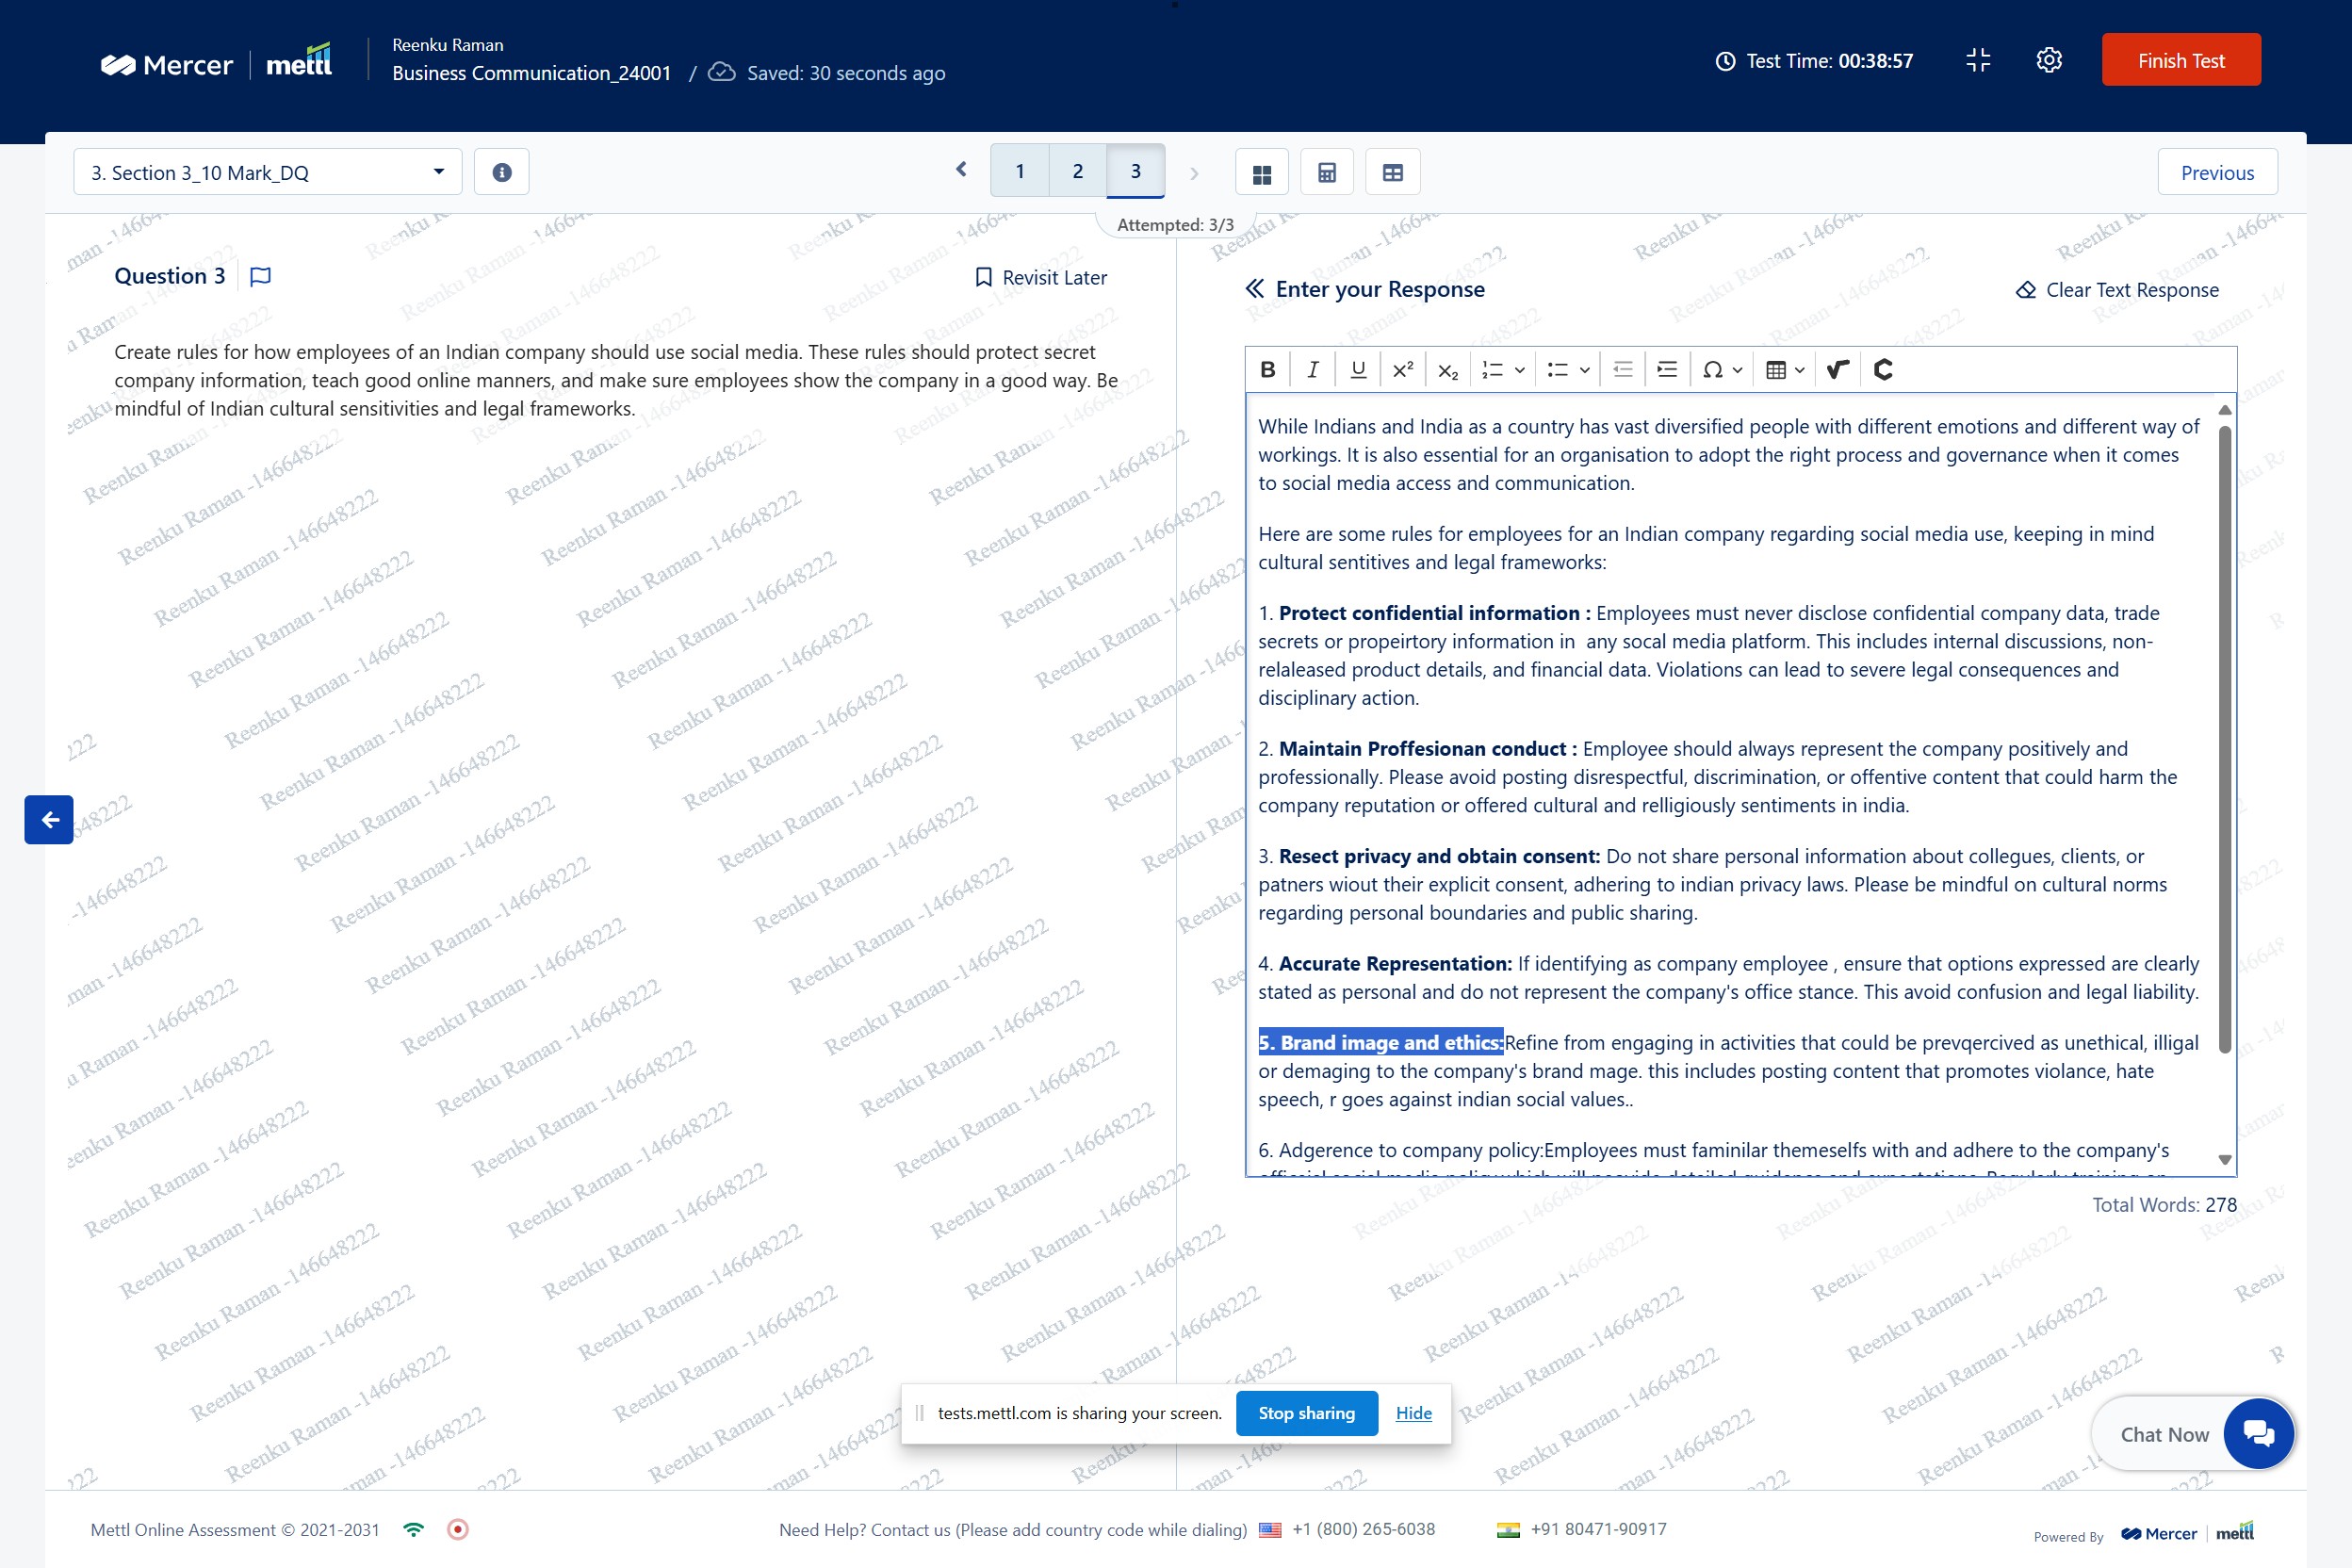 Mercer mettl
Reenku Raman
Business Communication_24001 / Saved: 30 seconds ago
Test Time: 00:38:57
Finish Test
3. Section 3_10 Mark_DQ
1 2 3
Previous
Attempted: 3/3
Question 3
Revisit Later
Create rules for how employees of an Indian company should use social media. These rules should protect secret
company information, teach good online manners, and make sure employees show the company in a good way. Be
mindful of Indian cultural sensitivities and legal frameworks.
Enter your Response
Clear Text Response
While Indians and India as a country has vast diversified people with different emotions and different way of
workings. It is also essential for an organisation to adopt the right process and governance when it comes
to social media access and communication.
Here are some rules for employees for an Indian company regarding social media use, keeping in mind
cultural sentitives and legal frameworks:
1. Protect confidential information : Employees must never disclose confidential company data, trade
secrets or propeirtory information in  any socal media platform. This includes internal discussions, non-
relaleased product details, and financial data. Violations can lead to severe legal consequences and
disciplinary action.
2. Maintain Proffesionan conduct : Employee should always represent the company positively and
professionally. Please avoid posting disrespectful, discrimination, or offentive content that could harm the
company reputation or offered cultural and relligiously sentiments in india.
3. Resect privacy and obtain consent: Do not share personal information about collegues, clients, or
patners wiout their explicit consent, adhering to indian privacy laws. Please be mindful on cultural norms
regarding personal boundaries and public sharing.
4. Accurate Representation: If identifying as company employee , ensure that options expressed are clearly
stated as personal and do not represent the company's office stance. This avoid confusion and legal liability.
5. Brand image and ethics:Refine from engaging in activities that could be prevqercived as unethical, illigal
or demaging to the company's brand mage. this includes posting content that promotes violance, hate
speech, r goes against indian social values..
6. Adgerence to company policy:Employees must faminilar themeselfs with and adhere to the company's
Total Words: 278
Reenku Raman -146648222
tests.mettl.com is sharing your screen.
Stop sharing
Hide
Chat Now
Mettl Online Assessment © 2021-2031
Need Help? Contact us (Please add country code while dialing) +1 (800) 265-6038 +91 80471-90917
Powered By Mercer mettl